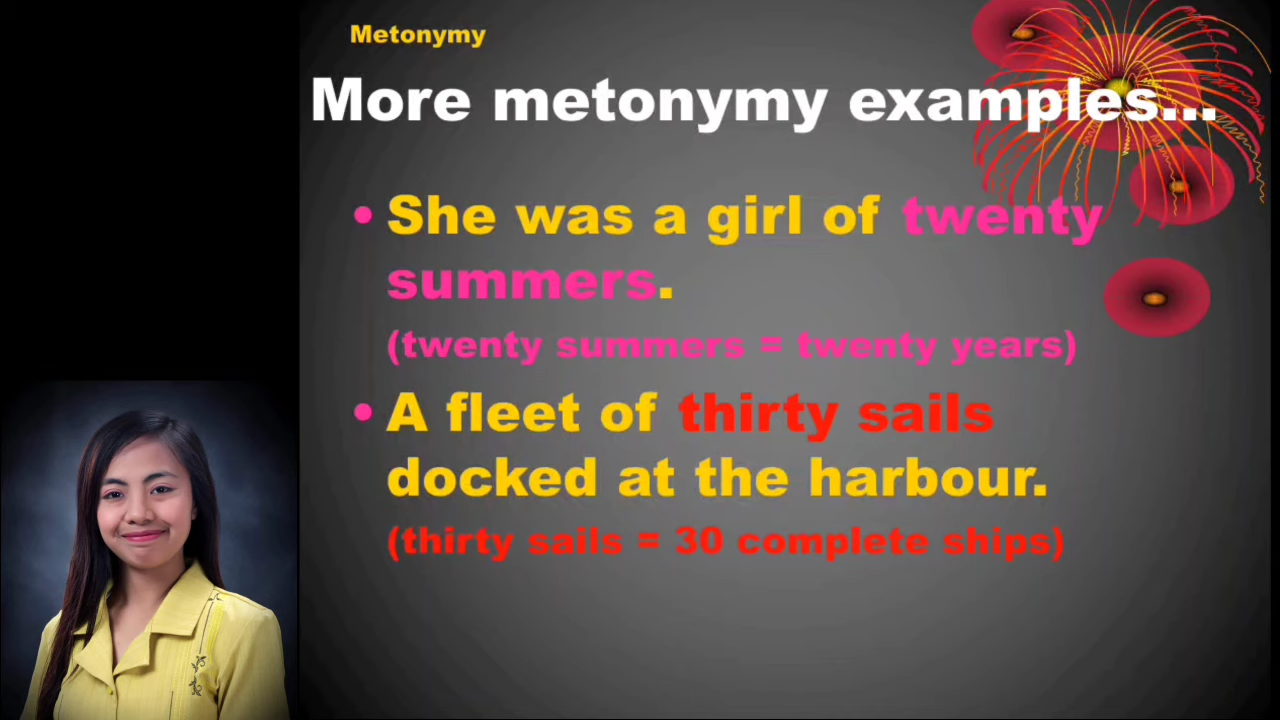 Metonymy
More metonymy examples...
• She was a girl of twenty
summers.
(twenty summers = twenty years)
• A fleet of thirty sails
docked at the harbour.
(thirty sails = 30 complete ships)